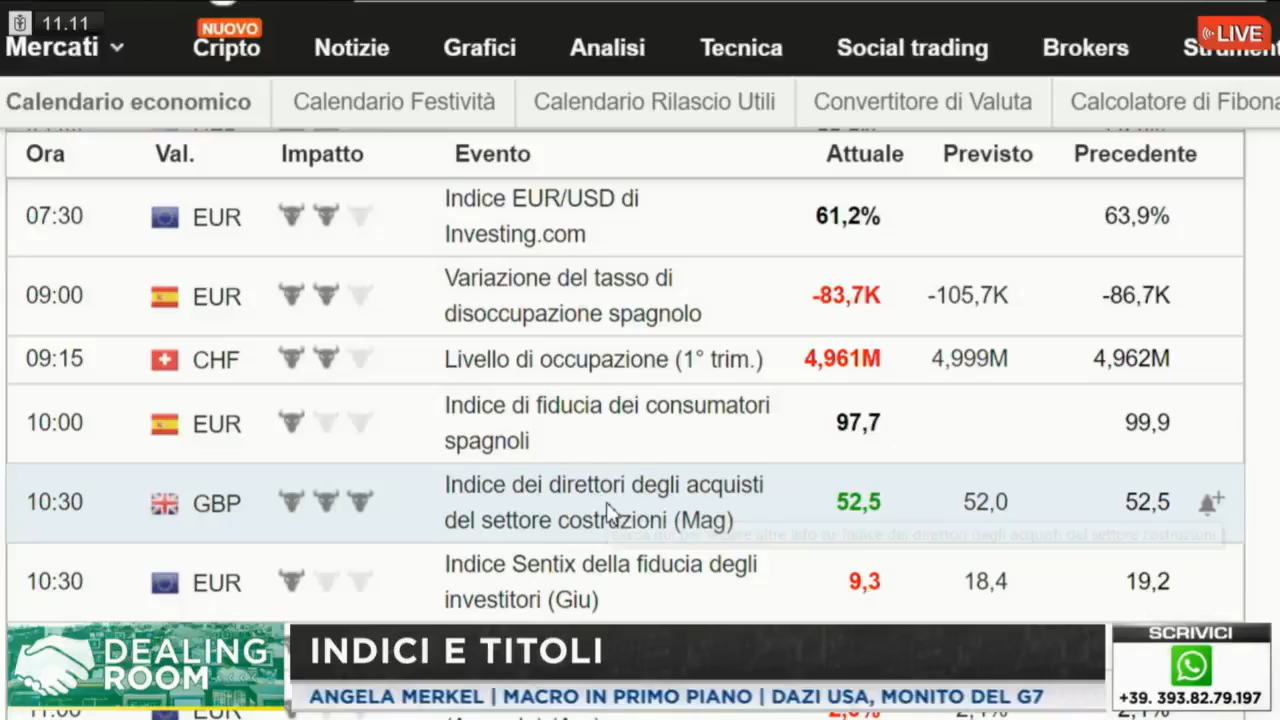 11.11
LIVE
NUOVO
Mercati Cripto Notizie Grafici Analisi Tecnica Social trading Brokers
Calendario economico Calendario Festività Calendario Rilascio Utili Convertitore di Valuta Calcolatore di Fibona
Ora Val. Impatto Evento Attuale Previsto Precedente
07:30 EUR Indice EUR/USD di
Investing.com 61,2% 63,9%
09:00 EUR Variazione del tasso di
disoccupazione spagnolo -83,7K -105,7K -86,7K
09:15 CHF Livello di occupazione (1° trim.) 4,961M 4,999M 4,962M
10:00 EUR Indice di fiducia dei consumatori
spagnoli 97,7 99,9
10:30 GBP Indice dei direttori degli acquisti
del settore costruzioni (Mag) 52,5 52,0 52,5
10:30 EUR Indice Sentix della fiducia degli
investitori (Giu) 9,3 18,4 19,2
DEALING
ROOM
INDICI E TITOLI
ANGELA MERKEL | MACRO IN PRIMO PIANO | DAZI USA, MONITO DEL G7
SCRIVICI
+39. 393.82.79.197